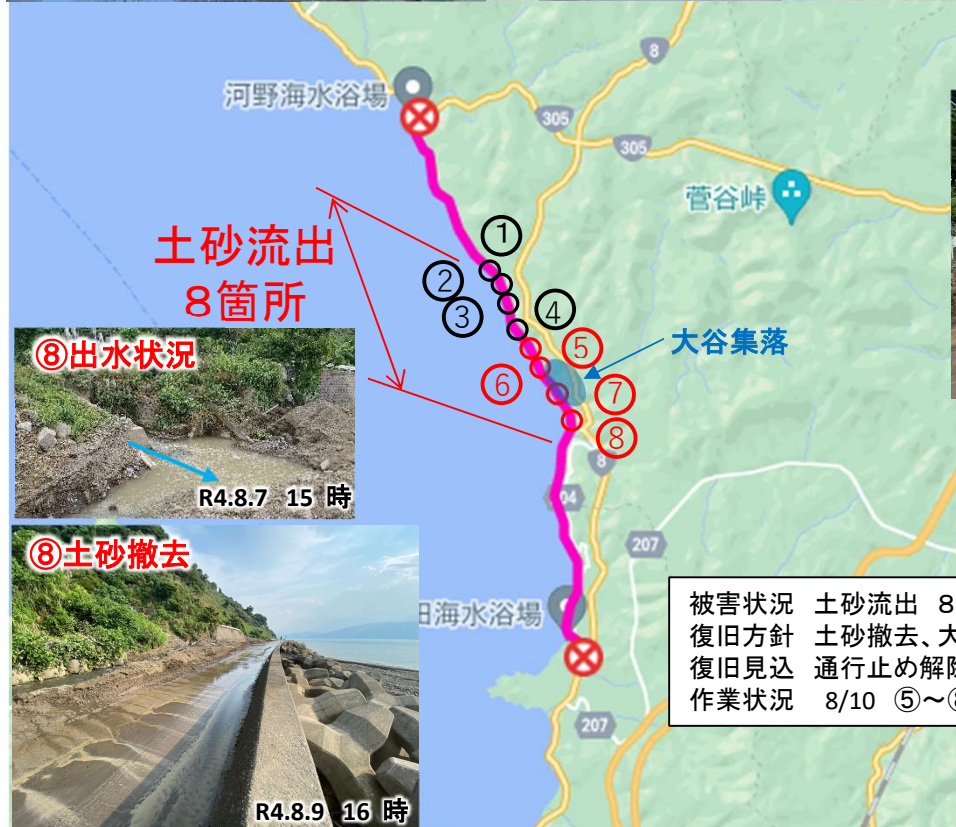 河野海水浴場
8
305
305
菅谷峠
土砂流出
8箇所
①
②
③
④
⑤
⑥
⑦
⑧
大谷集落
⑧出水状況
R4.8.7 15 時
8
204
207
⑧土砂撤去
R4.8.9 16 時
田海水浴場
207
被害状況 土砂流出 8
復旧方針 土砂撤去、大
復旧見込 通行止め解除
作業状況 8/10 ⑤~⑧